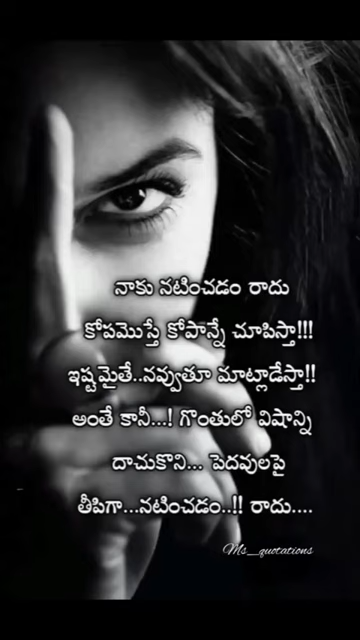 నాకు నటించడం రాదు
కోపమొస్తే కోపాన్నే చూపిస్తా!!!
ఇష్టమైతే..నవ్వుతూ మాట్లాడేస్తా!!
అంతే కానీ...! గొంతులో విషాన్ని
దాచుకొని... పెదవులపై
తీపిగా...నటించడం..!! రాదు....
Ms_quotations